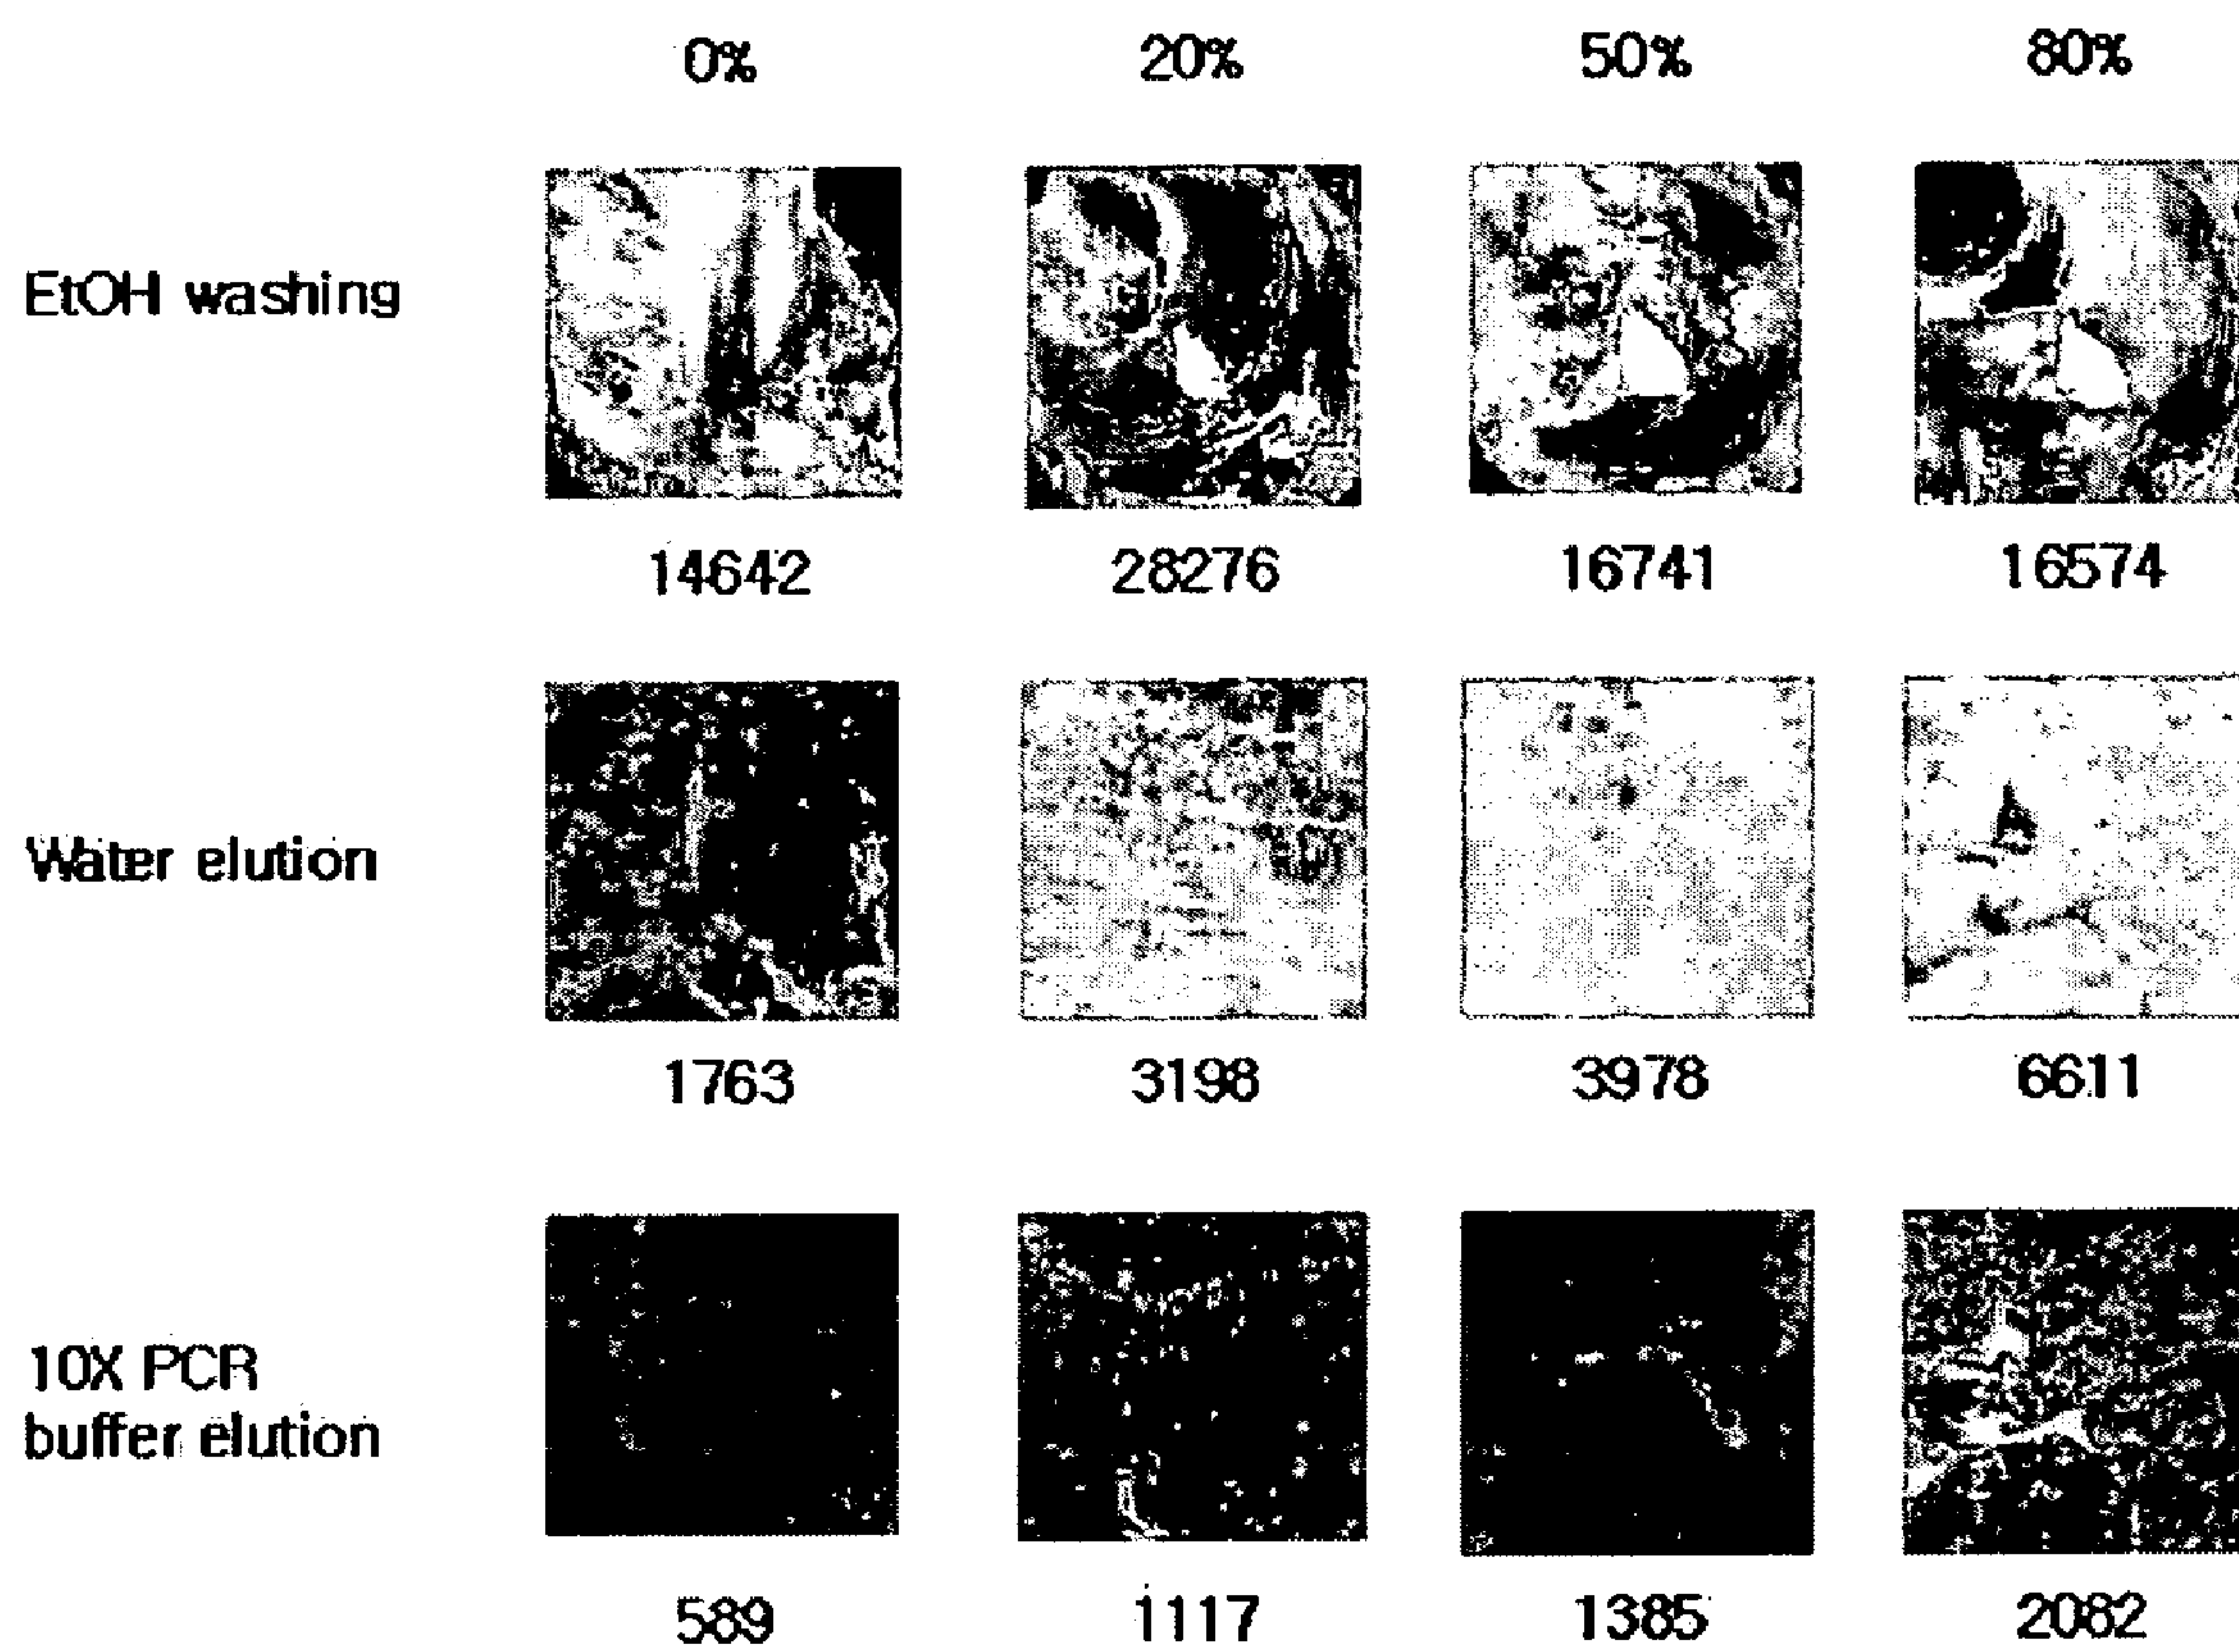 0% 20% 50% 80%
EtOH washing
14642 28276 16741 16574
Water elution
1763 3198 3978 6611
10X PCR
buffer elution
589 1117 1385 2082